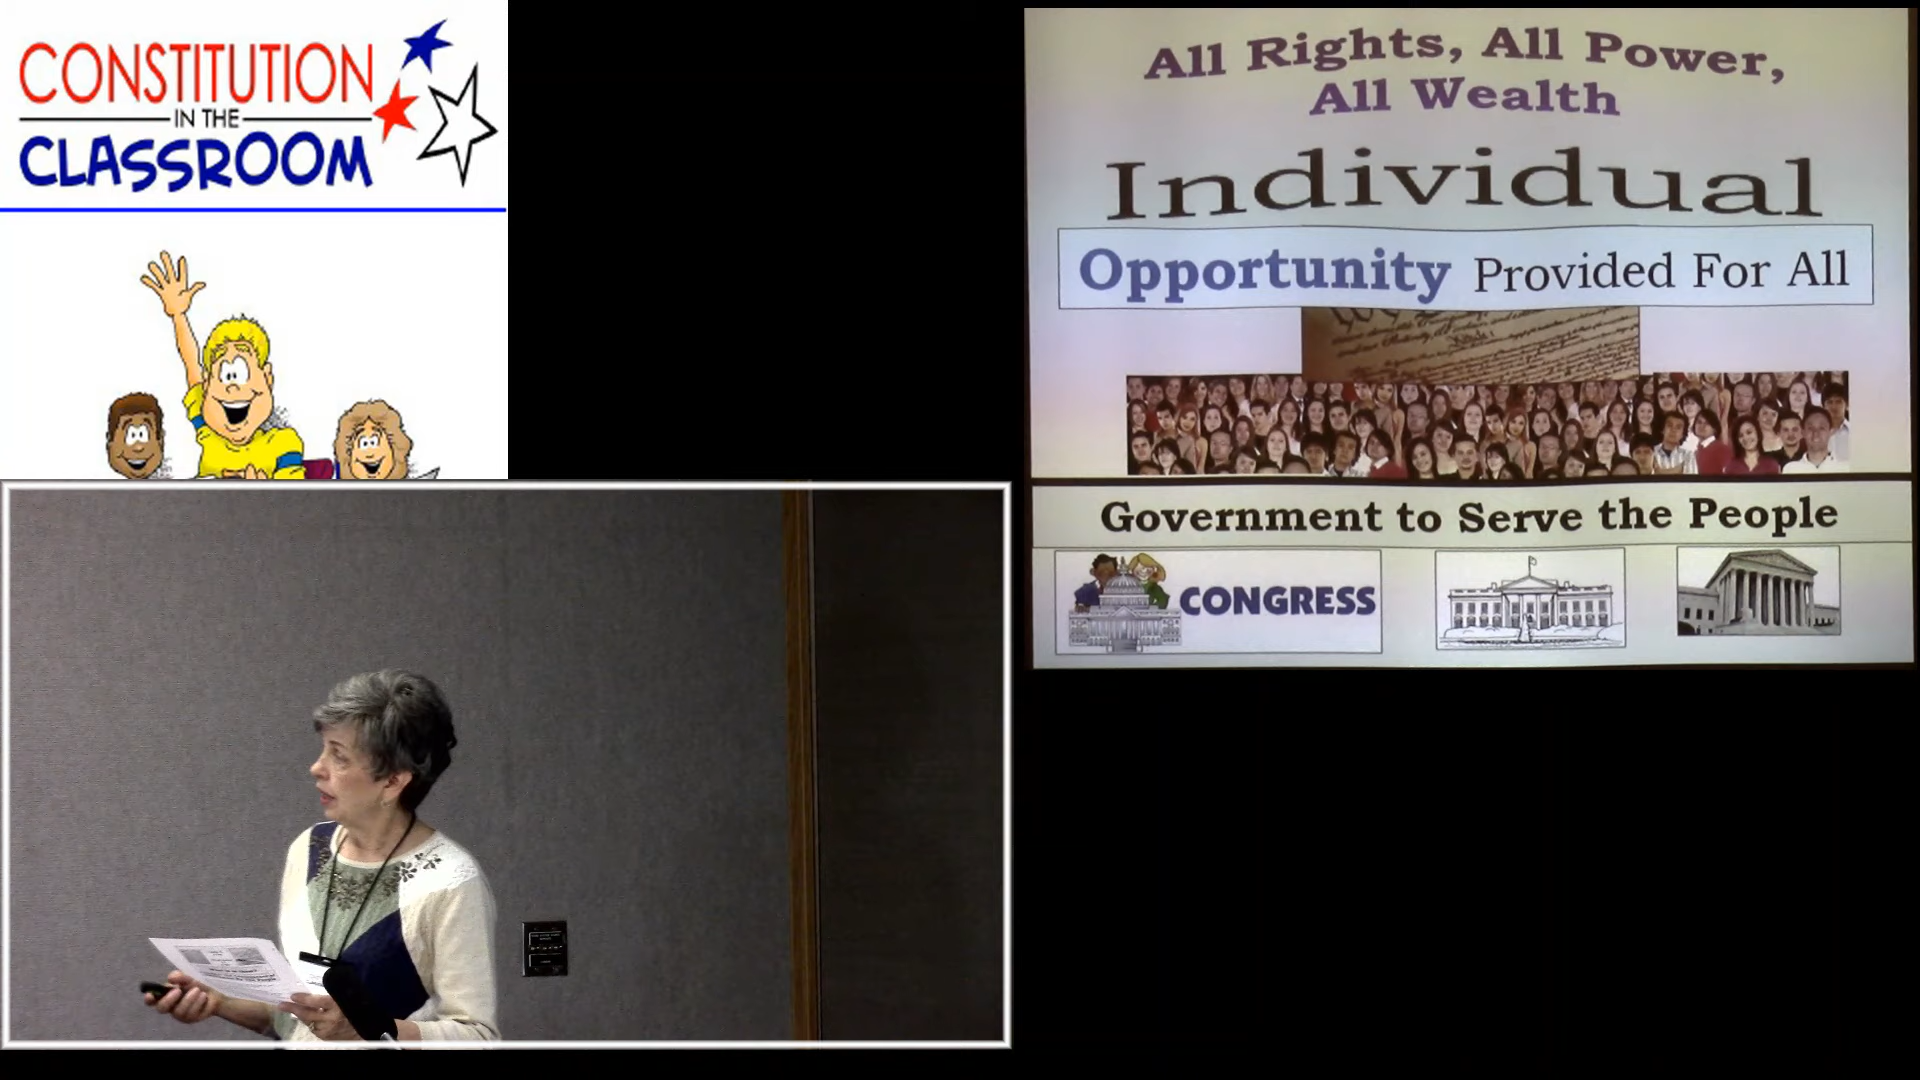 CONSTITUTION
IN THE
CLASSROOM
All Rights, All Power,
All Wealth
Individual
Opportunity Provided For All
Government to Serve the People
CONGRESS